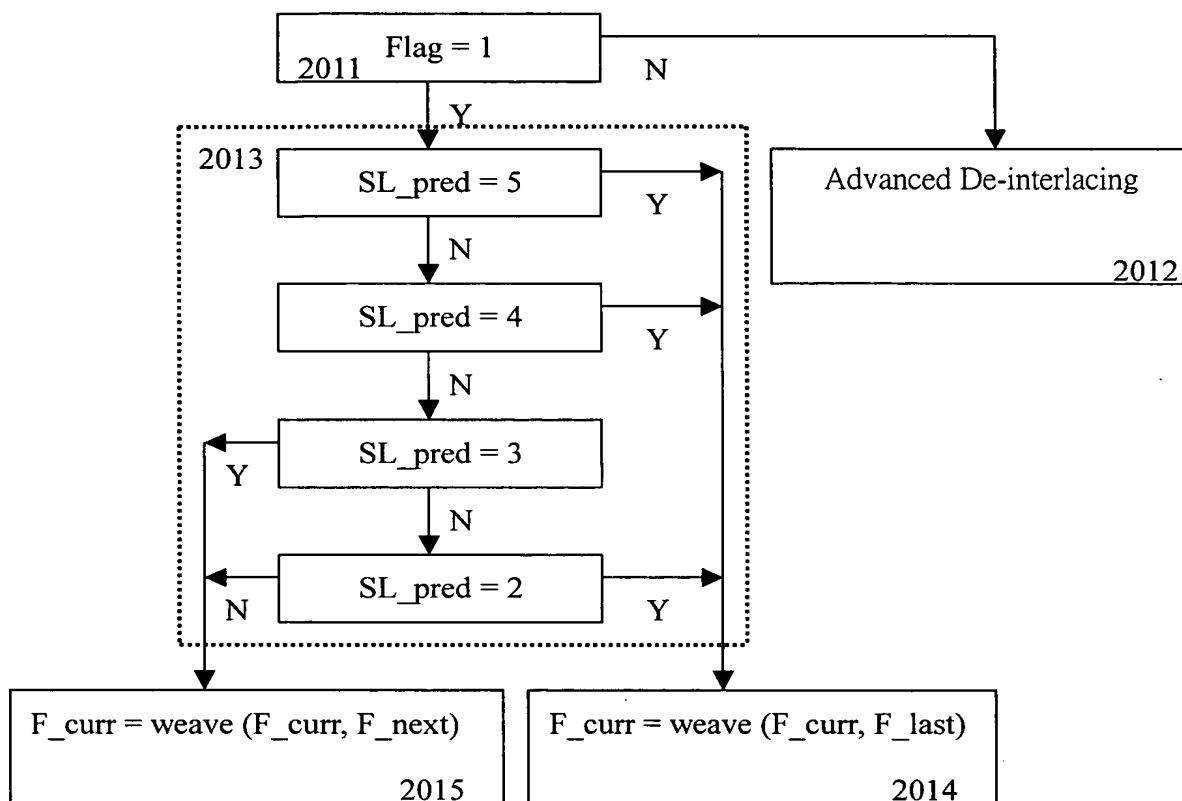 Flag = 1
2011
N
Y
2013
SL_pred = 5
Y
Advanced De-interlacing
2012
N
SL_pred = 4
Y
N
SL_pred = 3
Y
N
SL_pred = 2
N
Y
F_curr = weave (F_curr, F_next)
2015
F_curr = weave (F_curr, F_last)
2014